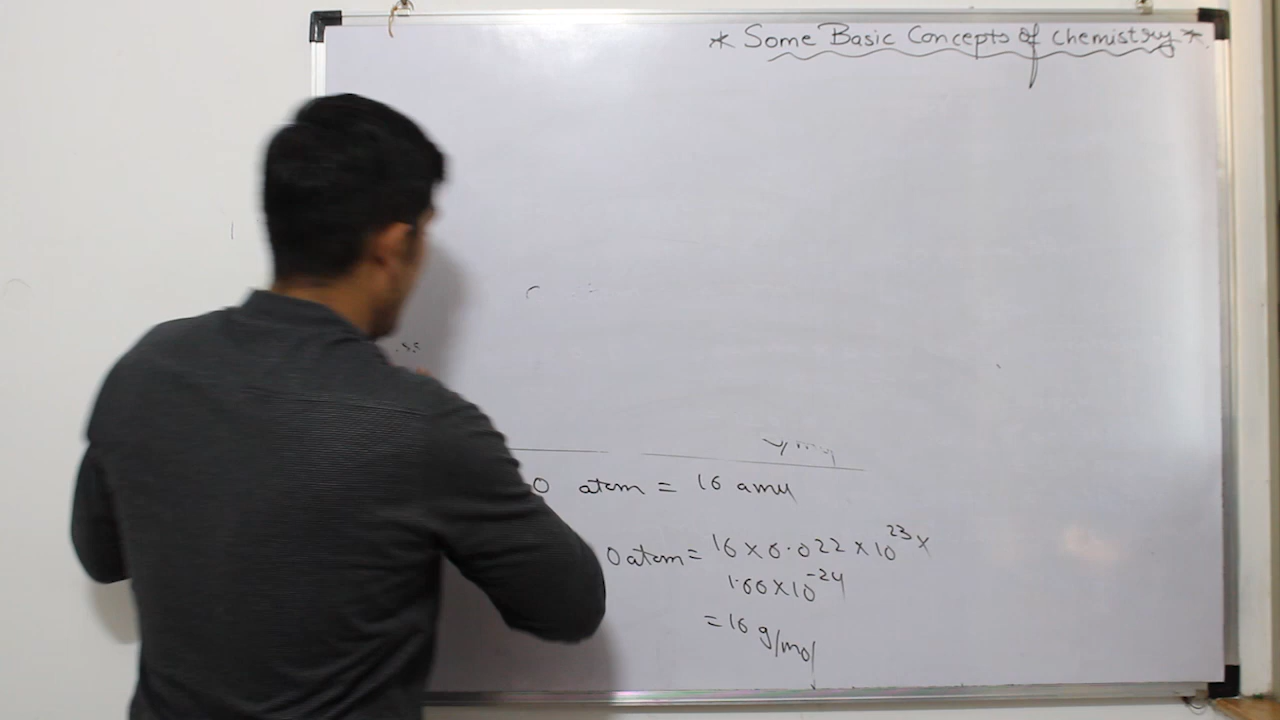 * Some Basic Concepts of Chemistry *
O atom = 16 amu
O atom = 16 x 6.022 x 10²³ x
1.66 x 10⁻²⁴
= 16 g/mol